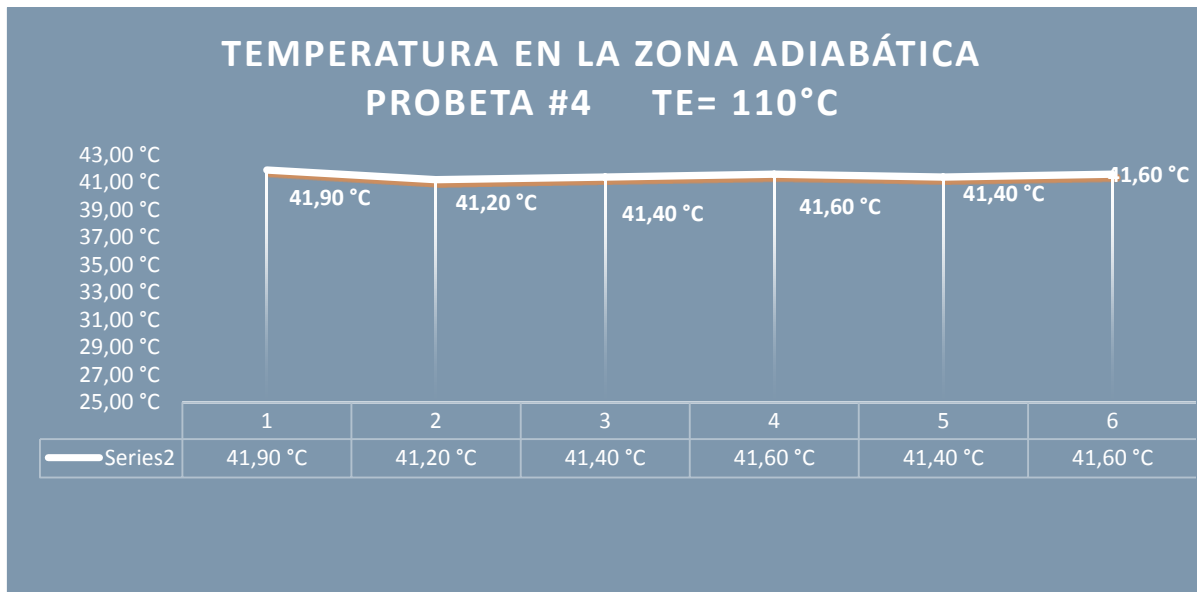 TEMPERATURA EN LA ZONA ADIABÁTICA
PROBETA #4 TE= 110°C
43,00 °C
41,00 °C
39,00 °C
37,00 °C
35,00 °C
33,00 °C
31,00 °C
29,00 °C
27,00 °C
25,00 °C
41,90 °C
41,20 °C
41,40 °C
41,60 °C
41,40 °C
41,60 °C
1 2 3 4 5 6
Series2 41,90 °C 41,20 °C 41,40 °C 41,60 °C 41,40 °C 41,60 °C